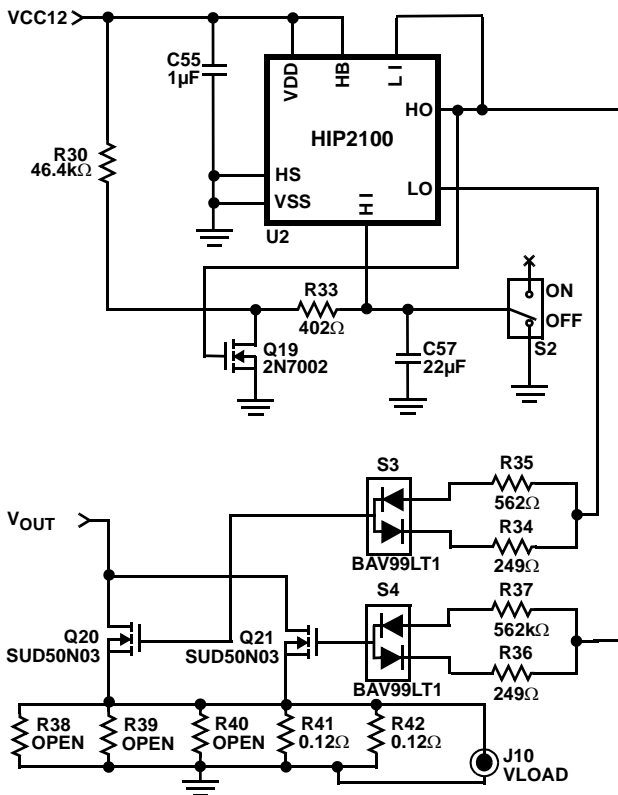 VCC12
C55
1µF
VDD
HB
LI
HO
HIP2100
R30
46.4kΩ
HS
VSS
HI
LO
U2
R33
402Ω
ON
OFF
S2
Q19
2N7002
C57
22µF
S3
R35
562Ω
VOUT
R34
249Ω
BAV99LT1
S4
R37
562kΩ
Q20
SUD50N03
Q21
SUD50N03
R36
249Ω
BAV99LT1
R38
OPEN
R39
OPEN
R40
OPEN
R41
0.12Ω
R42
0.12Ω
J10
VLOAD